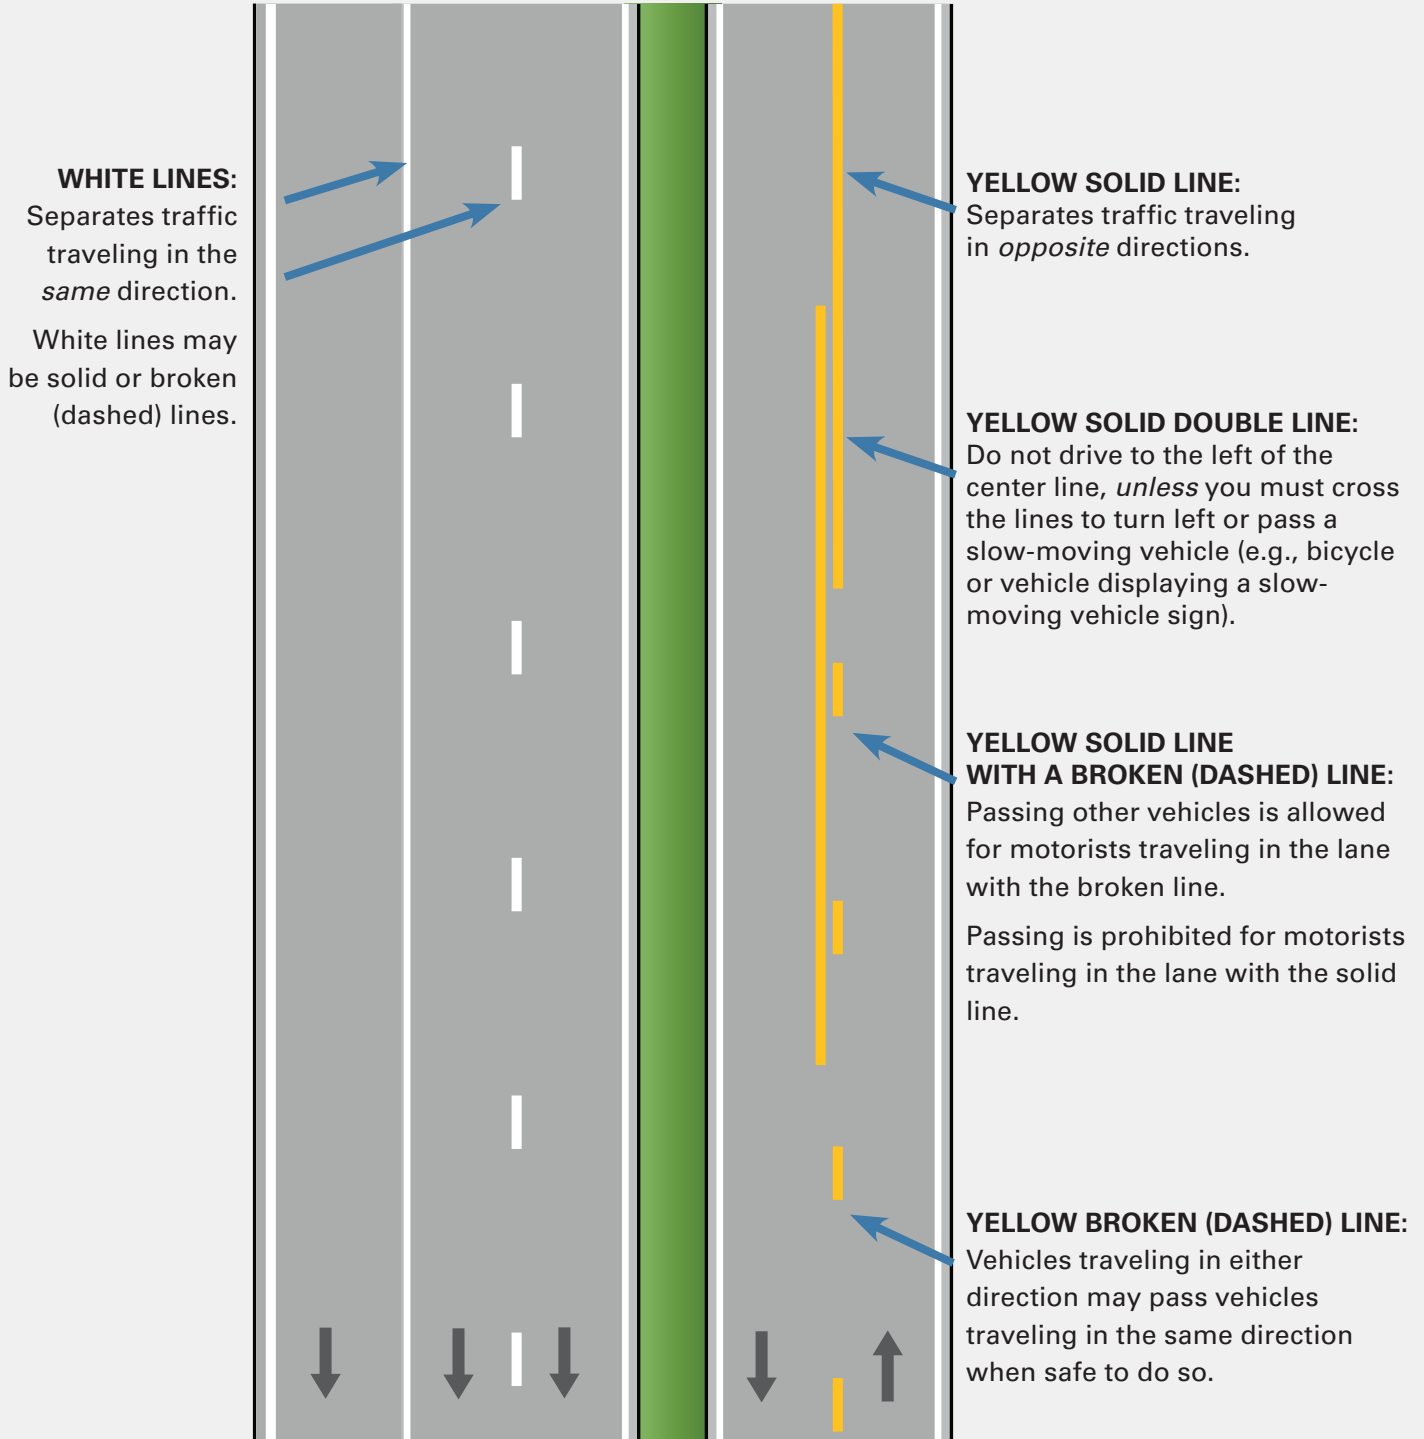 WHITE LINES:
Separates traffic
traveling in the
same direction.
White lines may
be solid or broken
(dashed) lines.
YELLOW SOLID LINE:
Separates traffic traveling
in opposite directions.
YELLOW SOLID DOUBLE LINE:
Do not drive to the left of the
center line, unless you must cross
the lines to turn left or pass a
slow-moving vehicle (e.g., bicycle
or vehicle displaying a slow-
moving vehicle sign).
YELLOW SOLID LINE
WITH A BROKEN (DASHED) LINE:
Passing other vehicles is allowed
for motorists traveling in the lane
with the broken line.
Passing is prohibited for motorists
traveling in the lane with the solid
line.
YELLOW BROKEN (DASHED) LINE:
Vehicles traveling in either
direction may pass vehicles
traveling in the same direction
when safe to do so.